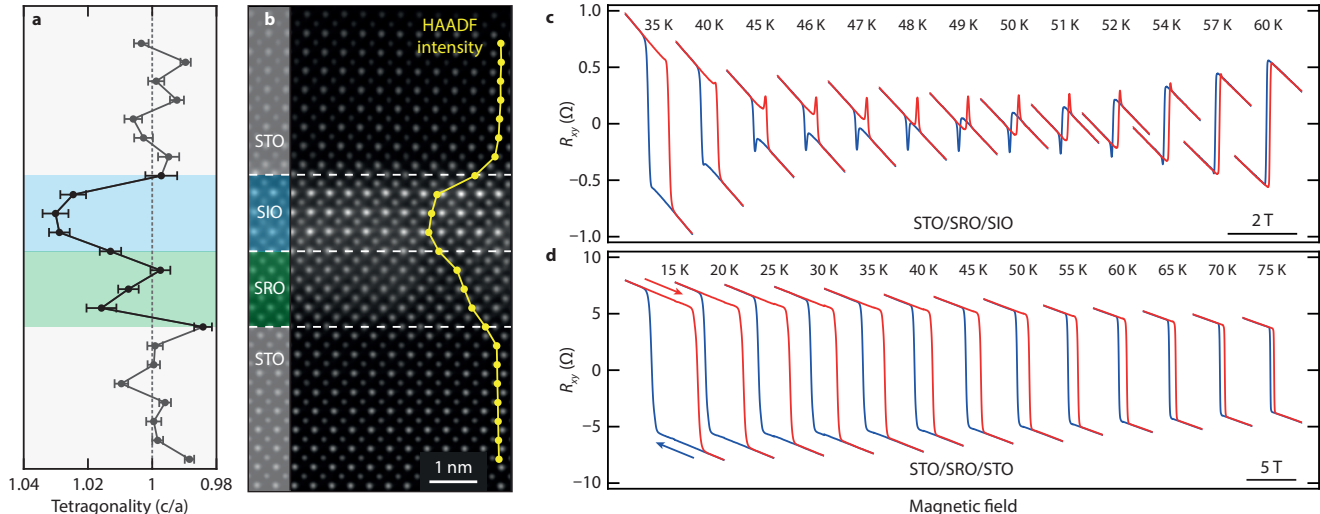 a
STO
SIO
SRO
STO
1.04 1.02 1 0.98
Tetragonality (c/a)
b
HAADF
intensity
1 nm
c
1.0
0.5
0
−0.5
−1.0
Rxy (Ω)
35 K 40 K 45 K 46 K 47 K 48 K 49 K 50 K 51 K 52 K 54 K 57 K 60 K
STO/SRO/SIO
2 T
d
10
5
0
−5
−10
Rxy (Ω)
15 K 20 K 25 K 30 K 35 K 40 K 45 K 50 K 55 K 60 K 65 K 70 K 75 K
STO/SRO/STO
5 T
Magnetic field